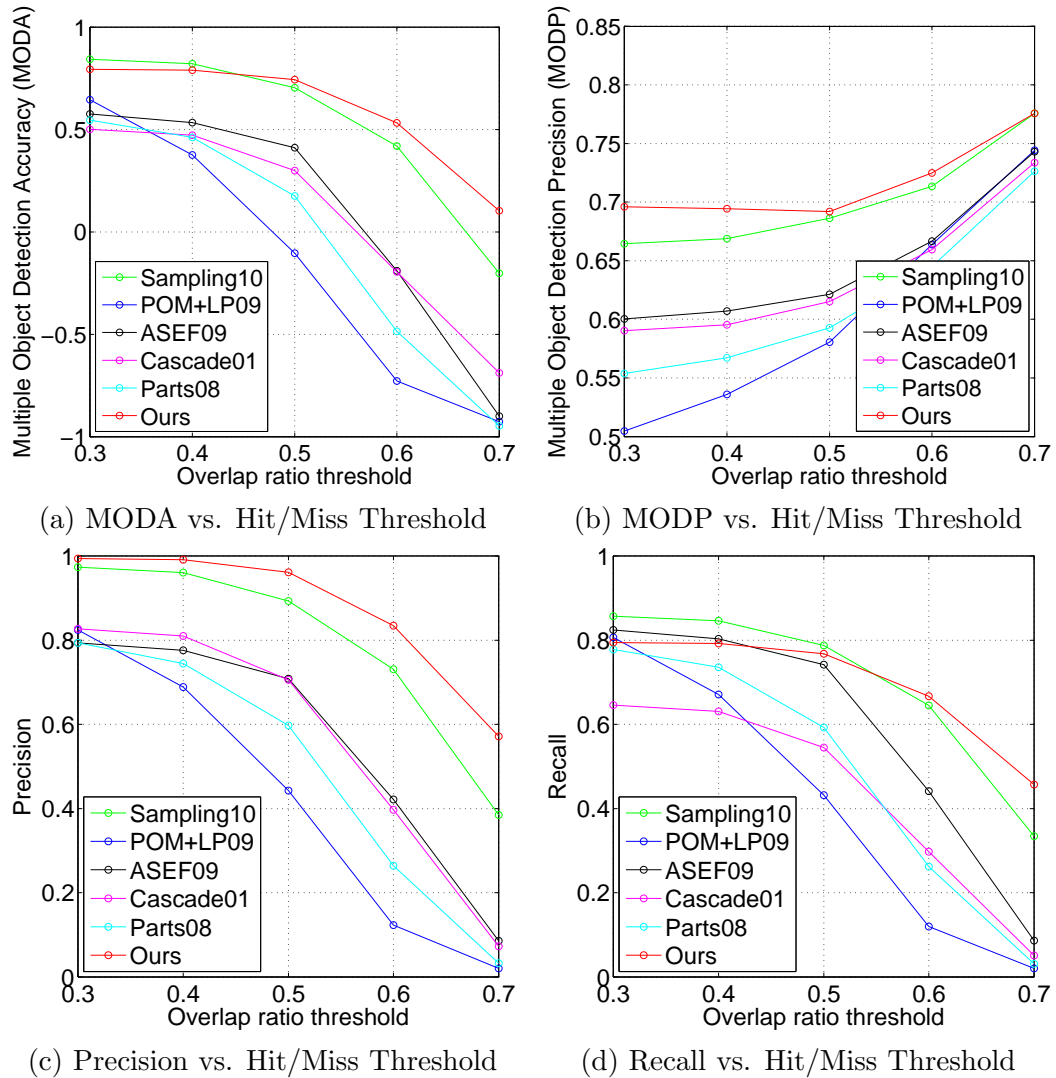 Multiple Object Detection Accuracy (MODA)
1
0.5
0
−0.5
−1
0.3 0.4 0.5 0.6 0.7
Overlap ratio threshold
Sampling10
POM+LP09
ASEF09
Cascade01
Parts08
Ours
(a) MODA vs. Hit/Miss Threshold
Multiple Object Detection Precision (MODP)
0.85
0.8
0.75
0.7
0.65
0.6
0.55
0.5
0.3 0.4 0.5 0.6 0.7
Overlap ratio threshold
Sampling10
POM+LP09
ASEF09
Cascade01
Parts08
Ours
(b) MODP vs. Hit/Miss Threshold
Precision
1
0.8
0.6
0.4
0.2
0
0.3 0.4 0.5 0.6 0.7
Overlap ratio threshold
Sampling10
POM+LP09
ASEF09
Cascade01
Parts08
Ours
(c) Precision vs. Hit/Miss Threshold
Recall
1
0.8
0.6
0.4
0.2
0
0.3 0.4 0.5 0.6 0.7
Overlap ratio threshold
Sampling10
POM+LP09
ASEF09
Cascade01
Parts08
Ours
(d) Recall vs. Hit/Miss Threshold